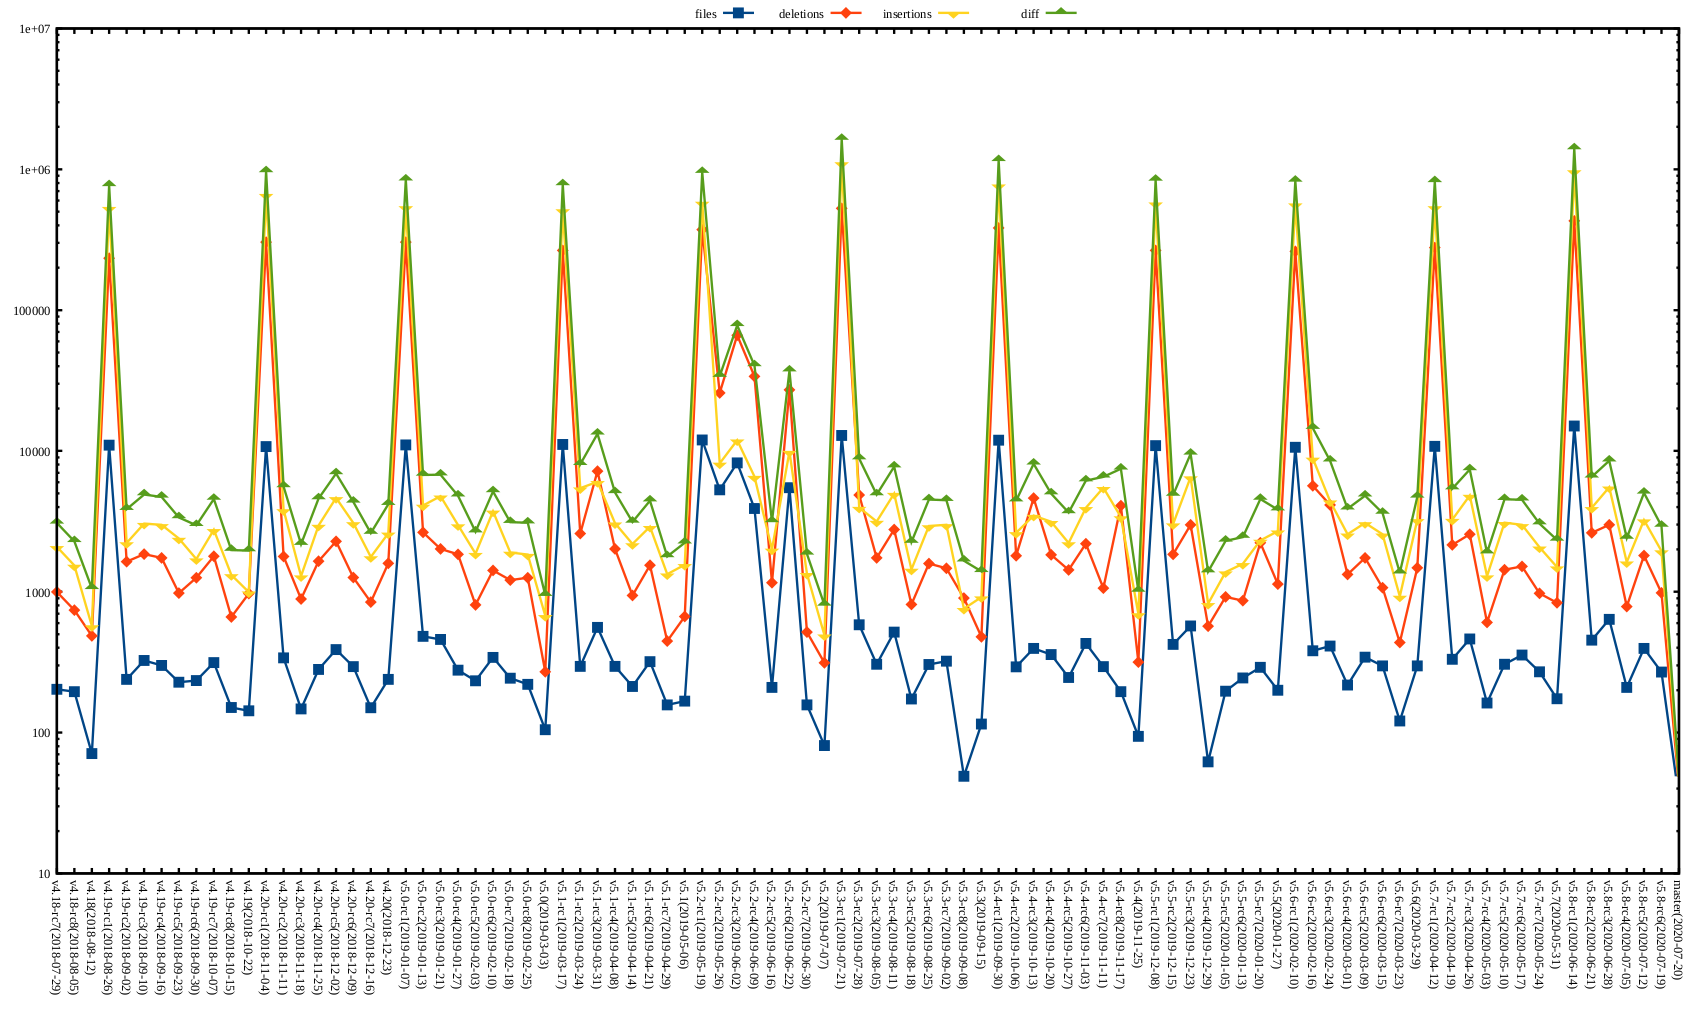 files
deletions
insertions
diff
1e+07
1e+06
100000
10000
1000
100
10
v4.18-rc7(2018-07-29)
v4.18-rc8(2018-08-05)
v4.18(2018-08-12)
v4.19-rc1(2018-08-26)
v4.19-rc2(2018-09-02)
v4.19-rc3(2018-09-10)
v4.19-rc4(2018-09-16)
v4.19-rc5(2018-09-23)
v4.19-rc6(2018-09-30)
v4.19-rc7(2018-10-07)
v4.19-rc8(2018-10-15)
v4.19(2018-10-22)
v4.20-rc1(2018-11-04)
v4.20-rc2(2018-11-11)
v4.20-rc3(2018-11-18)
v4.20-rc4(2018-11-25)
v4.20-rc5(2018-12-02)
v4.20-rc6(2018-12-09)
v4.20-rc7(2018-12-16)
v4.20(2018-12-23)
v5.0-rc1(2019-01-07)
v5.0-rc2(2019-01-13)
v5.0-rc3(2019-01-21)
v5.0-rc4(2019-01-27)
v5.0-rc5(2019-02-03)
v5.0-rc6(2019-02-10)
v5.0-rc7(2019-02-18)
v5.0-rc8(2019-02-25)
v5.0(2019-03-03)
v5.1-rc1(2019-03-17)
v5.1-rc2(2019-03-24)
v5.1-rc3(2019-03-31)
v5.1-rc4(2019-04-08)
v5.1-rc5(2019-04-14)
v5.1-rc6(2019-04-21)
v5.1-rc7(2019-04-29)
v5.1(2019-05-06)
v5.2-rc1(2019-05-19)
v5.2-rc2(2019-05-26)
v5.2-rc3(2019-06-02)
v5.2-rc4(2019-06-09)
v5.2-rc5(2019-06-16)
v5.2-rc6(2019-06-22)
v5.2-rc7(2019-06-30)
v5.2(2019-07-07)
v5.3-rc1(2019-07-21)
v5.3-rc2(2019-07-28)
v5.3-rc3(2019-08-05)
v5.3-rc4(2019-08-11)
v5.3-rc5(2019-08-18)
v5.3-rc6(2019-08-25)
v5.3-rc7(2019-09-02)
v5.3-rc8(2019-09-08)
v5.3(2019-09-15)
v5.4-rc1(2019-09-30)
v5.4-rc2(2019-10-06)
v5.4-rc3(2019-10-13)
v5.4-rc4(2019-10-20)
v5.4-rc5(2019-10-27)
v5.4-rc6(2019-11-03)
v5.4-rc7(2019-11-11)
v5.4-rc8(2019-11-17)
v5.4(2019-11-25)
v5.5-rc1(2019-12-08)
v5.5-rc2(2019-12-15)
v5.5-rc3(2019-12-23)
v5.5-rc4(2019-12-29)
v5.5-rc5(2020-01-05)
v5.5-rc6(2020-01-13)
v5.5-rc7(2020-01-20)
v5.5(2020-01-27)
v5.6-rc1(2020-02-10)
v5.6-rc2(2020-02-16)
v5.6-rc3(2020-02-24)
v5.6-rc4(2020-03-01)
v5.6-rc5(2020-03-09)
v5.6-rc6(2020-03-15)
v5.6-rc7(2020-03-23)
v5.6(2020-03-29)
v5.7-rc1(2020-04-12)
v5.7-rc2(2020-04-19)
v5.7-rc3(2020-04-26)
v5.7-rc4(2020-05-03)
v5.7-rc5(2020-05-10)
v5.7-rc6(2020-05-17)
v5.7-rc7(2020-05-24)
v5.7(2020-05-31)
v5.8-rc1(2020-06-14)
v5.8-rc2(2020-06-21)
v5.8-rc3(2020-06-28)
v5.8-rc4(2020-07-05)
v5.8-rc5(2020-07-12)
v5.8-rc6(2020-07-19)
master(2020-07-20)